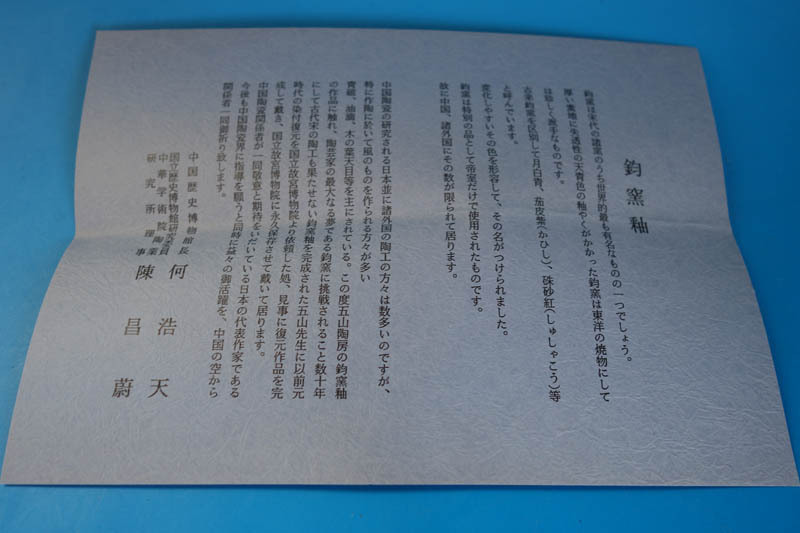 鈞窯釉
鈞窯は宋代の諸窯のうち世界的最も有名なものの一つでしょう。
厚い素地に失透性の天青色の釉やくがかかった鈞窯は東洋の焼物にして
は珍しく派手なものです。
古来鈞窯を区別して月白青、茄皮紫(かひし)、硃砂紅(しゅしゃこう)等
と呼んでいます。
変化しやすいその色を形容して、その名がつけられました。
鈞窯は特別の品として帝室だけで使用されたものです。
故に中国、諸外国にその数が限られて居ります。
中国陶瓷の研究される日本並に諸外国の陶工の方々は数多いのですが、
特に作陶に於いて風のものを作られる方々が多い
青磁、油滴、木の葉天目等を主にされている。この度五山陶房の鈞窯釉
の作品に触れ、陶芸家の最大なる夢である鈞窯に挑戦されること数十年
にして古代宋の陶工も果たせない鈞窯釉を完成された五山先生に以前元
時代の染付復元を国立故宮博物院より依頼した処、見事に復元作品を完
成して戴き、国立故宮博物院に永久保存させて戴いて居ります。
中国陶瓷関係者が一同敬意と期待をいだいている日本の代表作家である
今後も中国陶瓷界に指導を願うと同時に益々の御活躍を、中国の空から
関係者一同御祈り致します。
中国歴史博物館長 何浩天
国立歴史博物館研究委員
中華学術院陶業
研究所理事 陳昌蔚